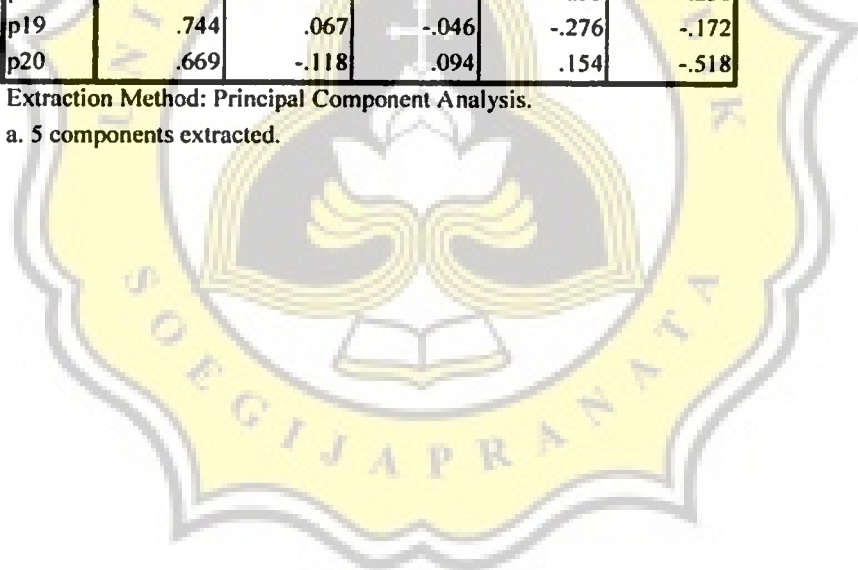 p19 .744 .067 -.046 -.276 -.172
p20 .669 -.118 .094 .154 -.518
Extraction Method: Principal Component Analysis.
a. 5 components extracted.
SOEGIJAPRANATA